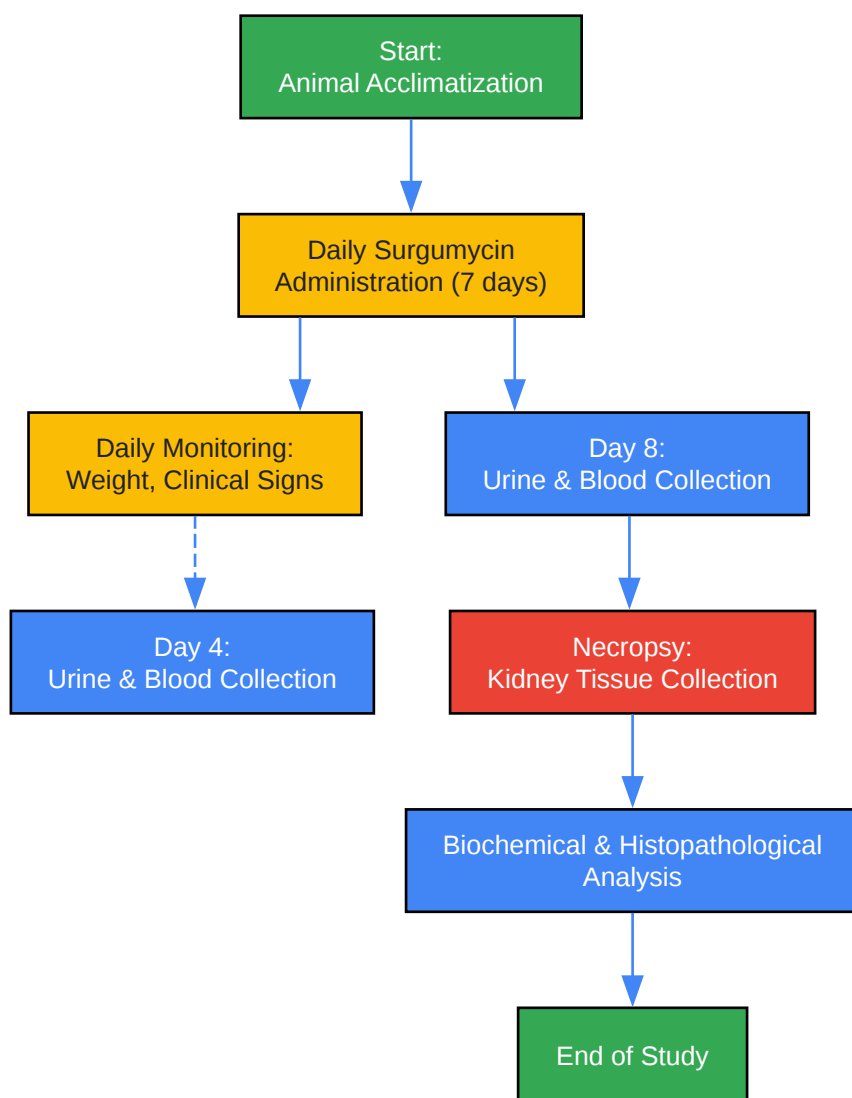 Start:
Animal Acclimatization
Daily Surgumycin
Administration (7 days)
Daily Monitoring:
Weight, Clinical Signs
Day 8:
Urine & Blood Collection
Day 4:
Urine & Blood Collection
Necropsy:
Kidney Tissue Collection
Biochemical & Histopathological
Analysis
End of Study